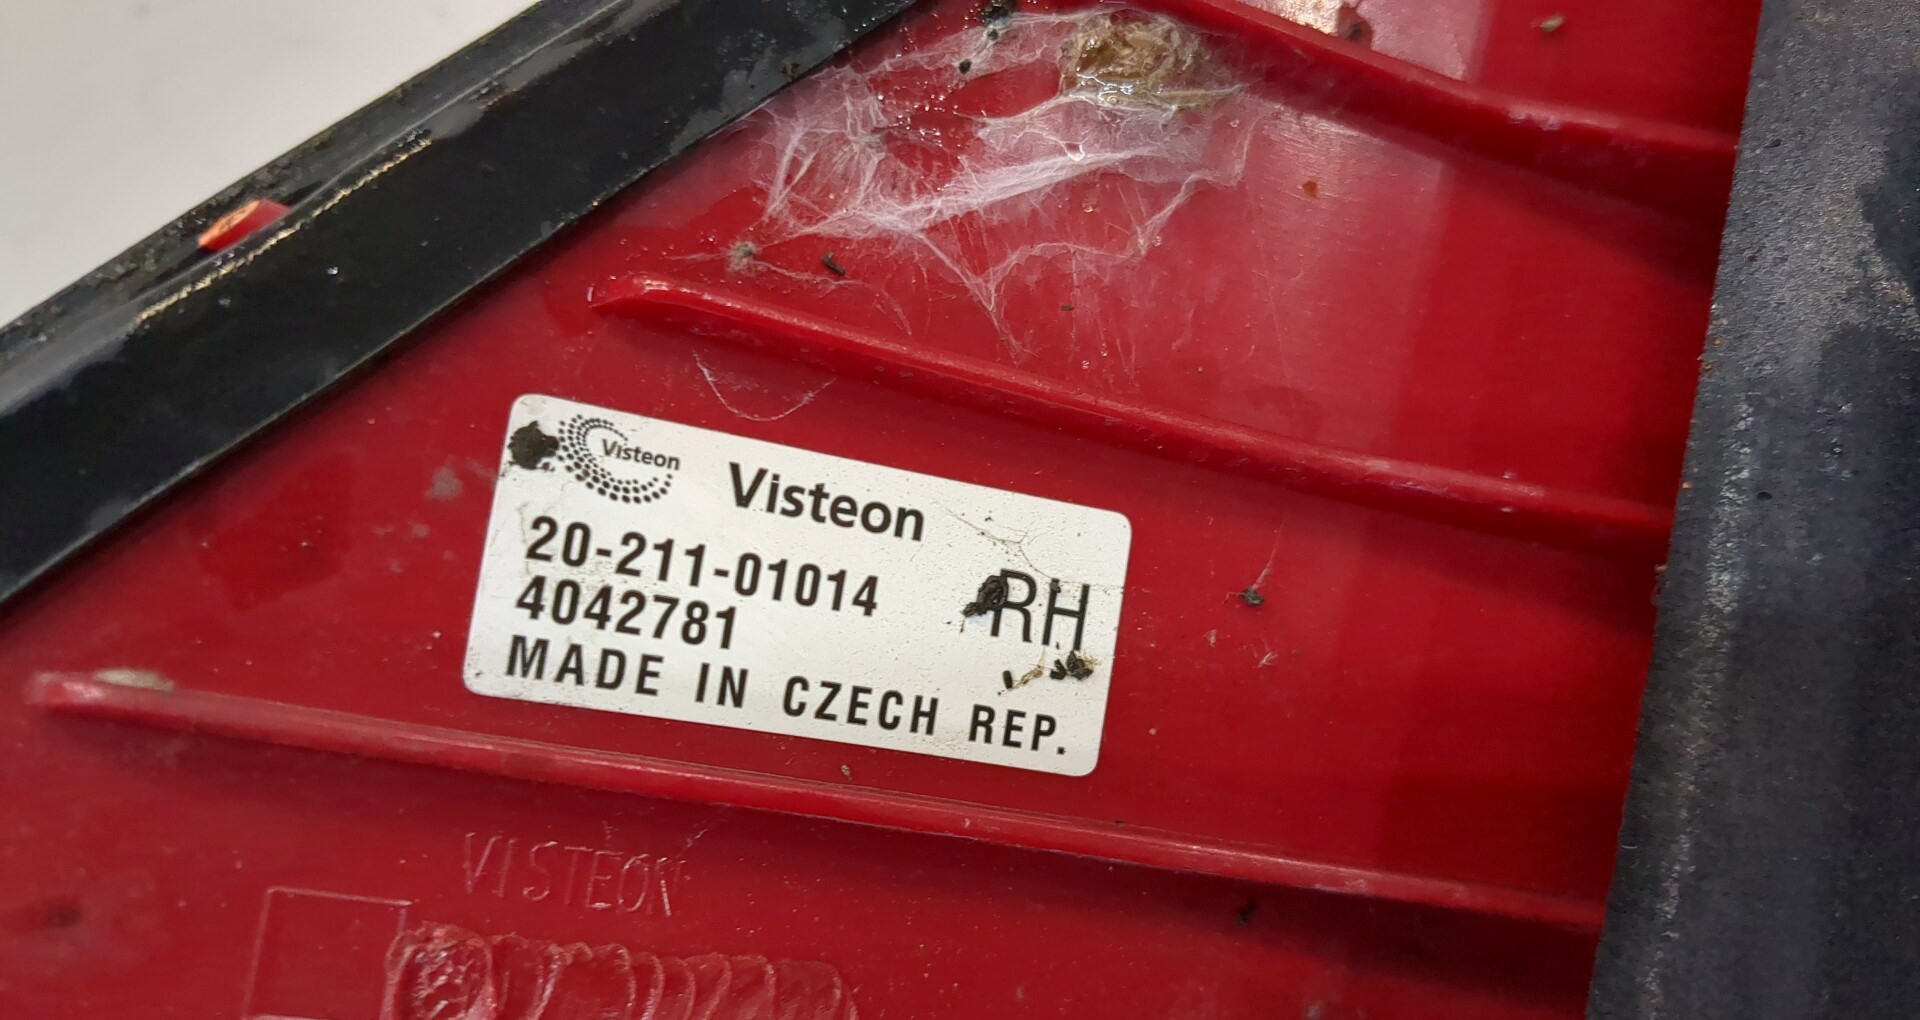 Visteon
Visteon
20-211-01014
RH
4042781
MADE IN CZECH REP.
VISTEON